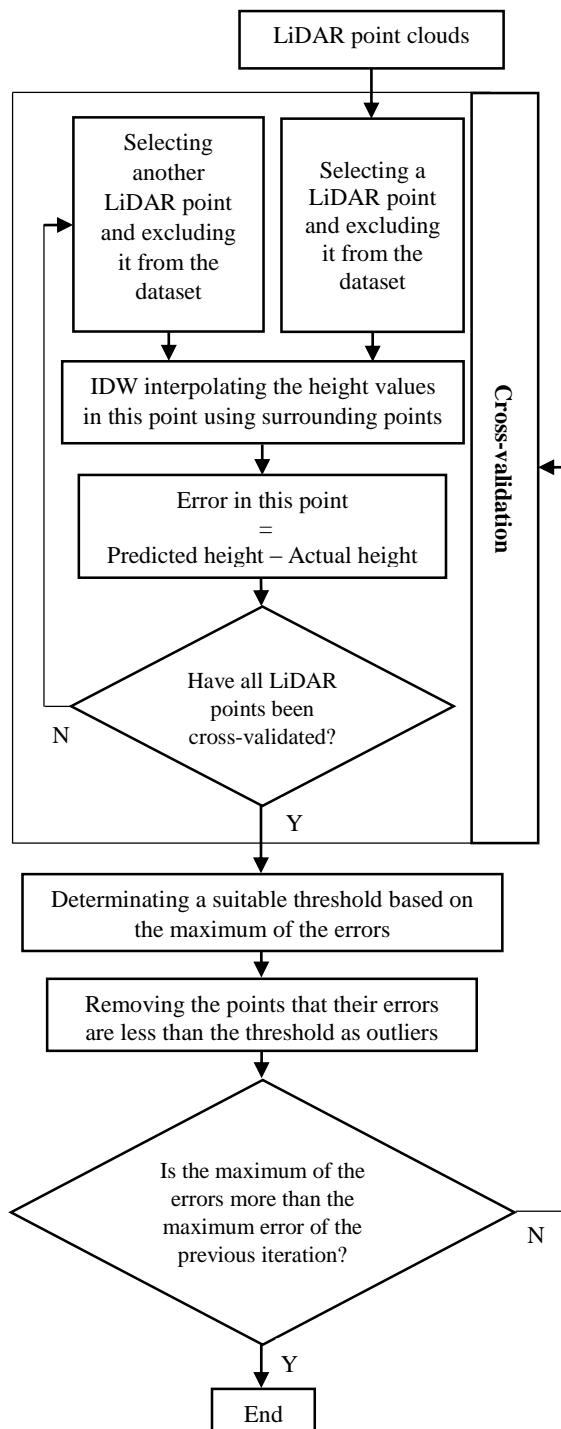 LiDAR point clouds
Selecting
another
LiDAR point
and excluding
it from the
dataset
Selecting a
LiDAR point
and excluding
it from the
dataset
IDW interpolating the height values
in this point using surrounding points
Error in this point
=
Predicted height – Actual height
Have all LiDAR
points been
cross-validated?
N
Y
Cross-validation
Determinating a suitable threshold based on
the maximum of the errors
Removing the points that their errors
are less than the threshold as outliers
Is the maximum of the
errors more than the
maximum error of the
previous iteration?
N
Y
End